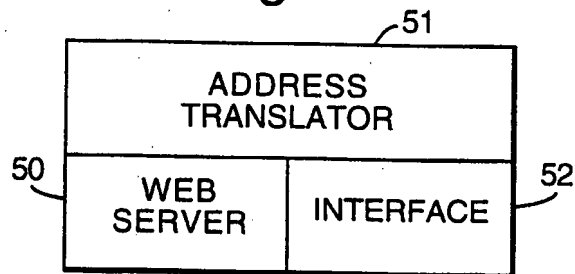 51
ADDRESS
TRANSLATOR
50
WEB
SERVER
INTERFACE
52